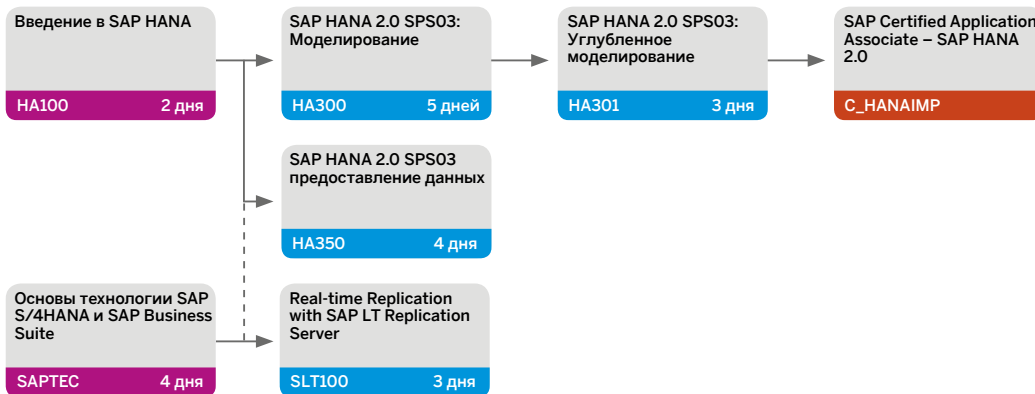 Введение в SAP HANA
HA100 2 дня
SAP HANA 2.0 SPS03:
Моделирование
HA300 5 дней
SAP HANA 2.0 SPS03:
Углубленное
моделирование
HA301 3 дня
SAP Certified Application
Associate – SAP HANA
2.0
C_HANAIMP
SAP HANA 2.0 SPS03
предоставление данных
HA350 4 дня
Основы технологии SAP
S/4HANA и SAP Business
Suite
SAPTEC 4 дня
Real-time Replication
with SAP LT Replication
Server
SLT100 3 дня